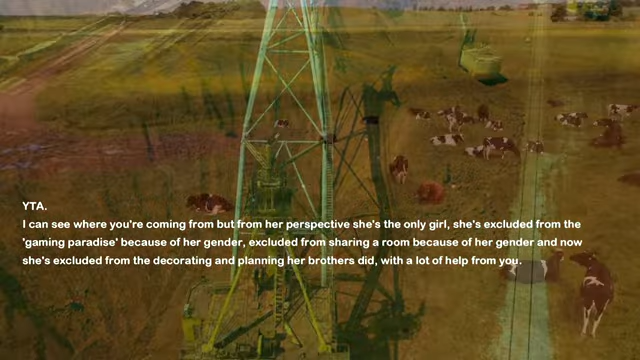 YTA.
I can see where you're coming from but from her perspective she's the only girl, she's excluded from the
'gaming paradise' because of her gender, excluded from sharing a room because of her gender and now
she's excluded from the decorating and planning her brothers did, with a lot of help from you.